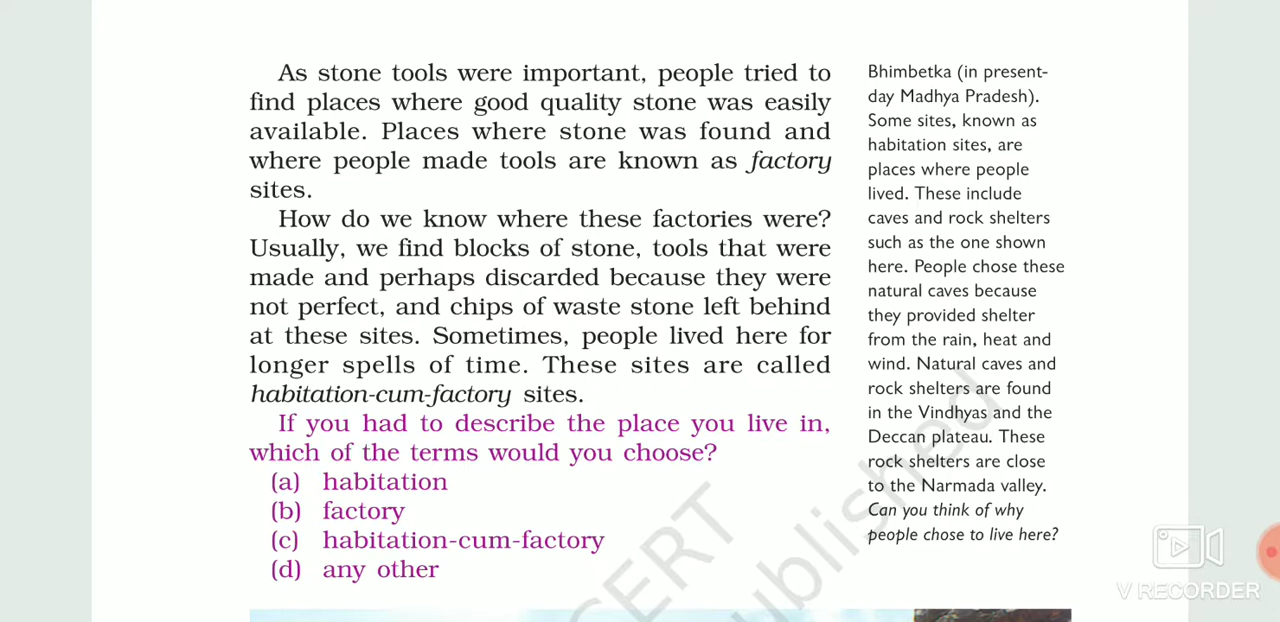 As stone tools were important, people tried to
find places where good quality stone was easily
available. Places where stone was found and
where people made tools are known as factory
sites.
How do we know where these factories were?
Usually, we find blocks of stone, tools that were
made and perhaps discarded because they were
not perfect, and chips of waste stone left behind
at these sites. Sometimes, people lived here for
longer spells of time. These sites are called
habitation-cum-factory sites.
If you had to describe the place you live in,
which of the terms would you choose?
(a) habitation
(b) factory
(c) habitation-cum-factory
(d) any other
Bhimbetka (in present-
day Madhya Pradesh).
Some sites, known as
habitation sites, are
places where people
lived. These include
caves and rock shelters
such as the one shown
here. People chose these
natural caves because
they provided shelter
from the rain, heat and
wind. Natural caves and
rock shelters are found
in the Vindhyas and the
Deccan plateau. These
rock shelters are close
to the Narmada valley.
Can you think of why
people chose to live here?
CERT
ublished
V RECORDER